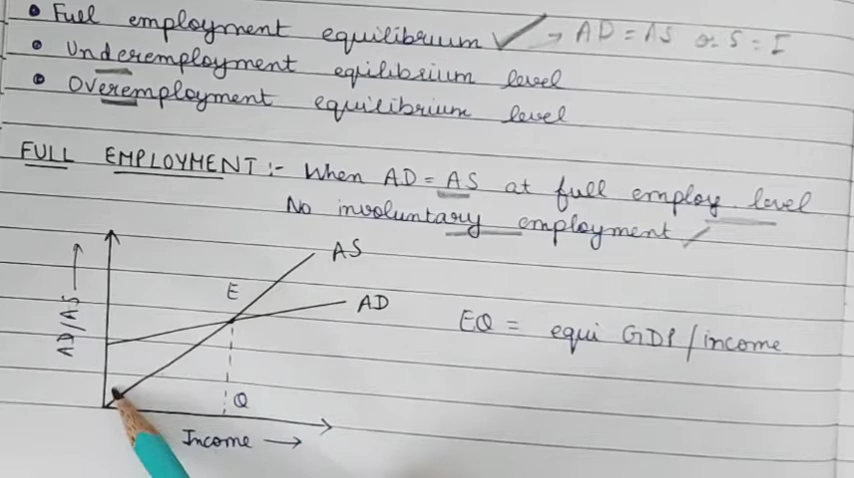 • Full employment equilibrium ✓ → AD = AS or S = I
• Underemployment eqilibrium level
• Overemployment equilibrium level
FULL EMPLOYMENT :- When AD = AS at full employ. level
No involuntary employment
AS
E
AD
AD/AS →
EQ = equi GDP/income
Q
Income →